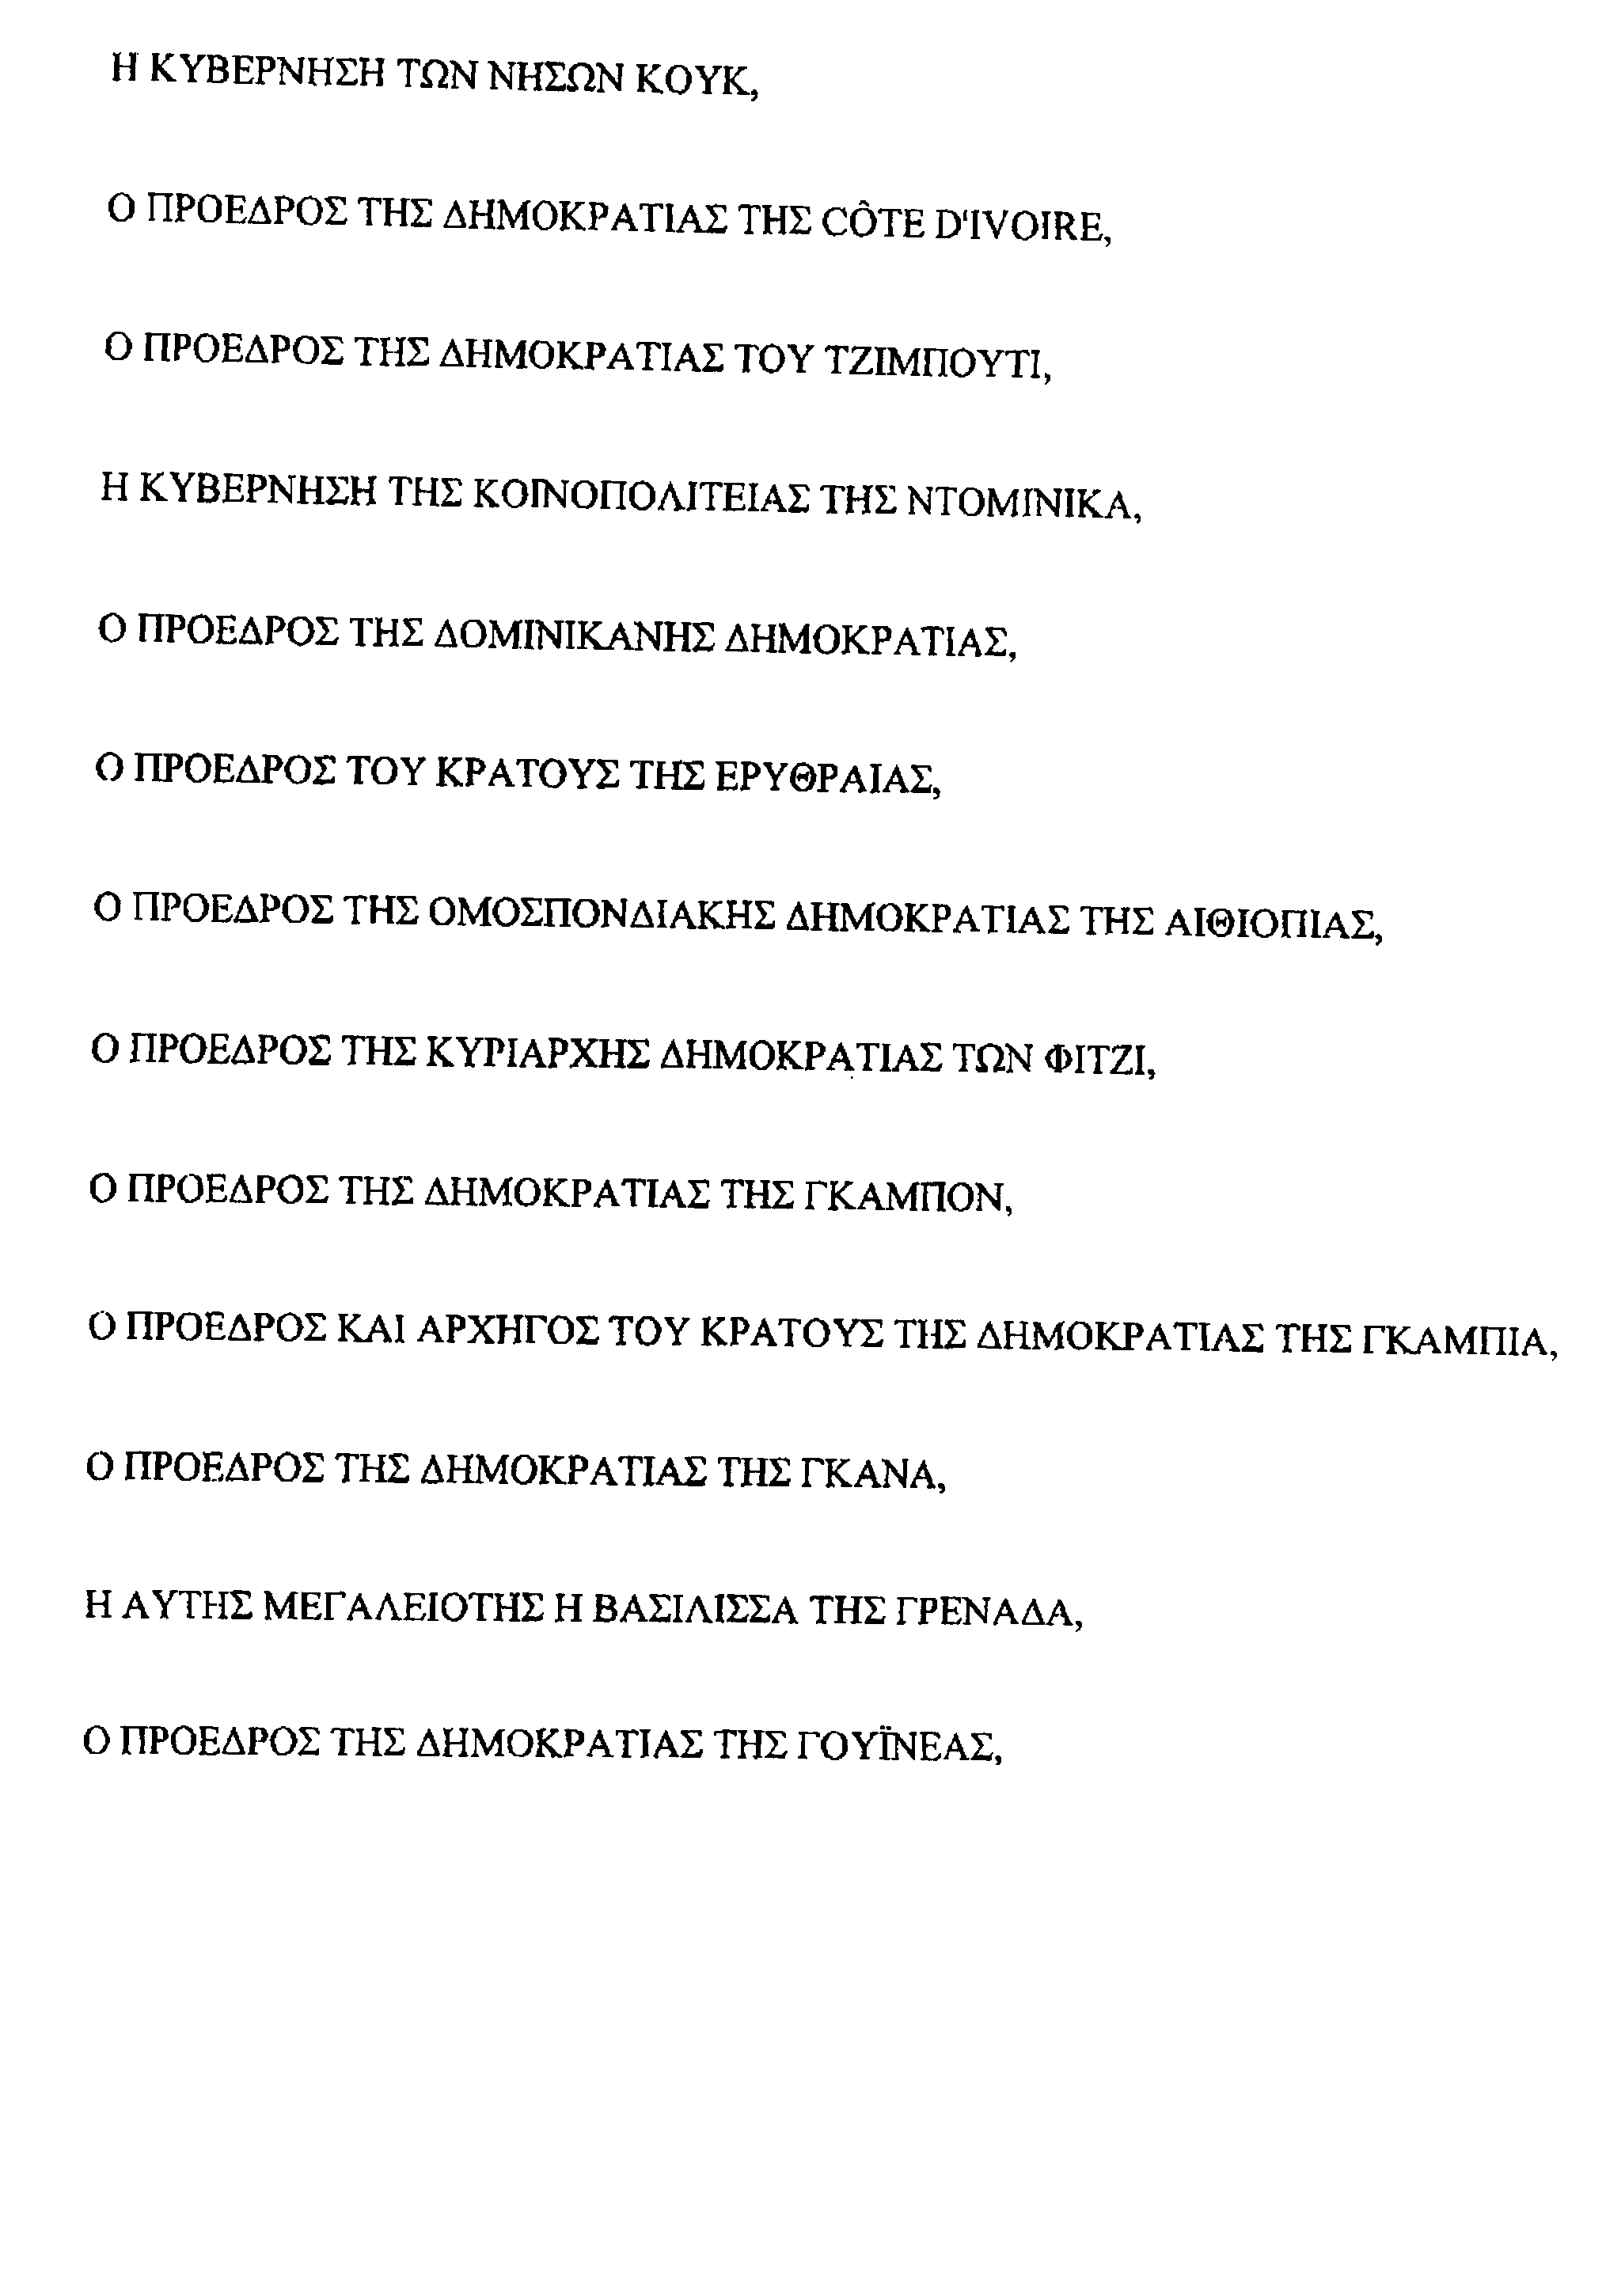 Η ΚΥΒΕΡΝΗΣΗ ΤΩΝ ΝΗΣΩΝ ΚΟΥΚ,
Ο ΠΡΟΕΔΡΟΣ ΤΗΣ ΔΗΜΟΚΡΑΤΙΑΣ ΤΗΣ CÔTE D'IVOIRE,
Ο ΠΡΟΕΔΡΟΣ ΤΗΣ ΔΗΜΟΚΡΑΤΙΑΣ ΤΟΥ ΤΖΙΜΠΟΥΤΙ,
Η ΚΥΒΕΡΝΗΣΗ ΤΗΣ ΚΟΙΝΟΠΟΛΙΤΕΙΑΣ ΤΗΣ ΝΤΟΜΙΝΙΚΑ,
Ο ΠΡΟΕΔΡΟΣ ΤΗΣ ΔΟΜΙΝΙΚΑΝΗΣ ΔΗΜΟΚΡΑΤΙΑΣ,
Ο ΠΡΟΕΔΡΟΣ ΤΟΥ ΚΡΑΤΟΥΣ ΤΗΣ ΕΡΥΘΡΑΙΑΣ,
Ο ΠΡΟΕΔΡΟΣ ΤΗΣ ΟΜΟΣΠΟΝΔΙΑΚΗΣ ΔΗΜΟΚΡΑΤΙΑΣ ΤΗΣ ΑΙΘΙΟΠΙΑΣ,
Ο ΠΡΟΕΔΡΟΣ ΤΗΣ ΚΥΡΙΑΡΧΗΣ ΔΗΜΟΚΡΑΤΙΑΣ ΤΩΝ ΦΙΤΖΙ,
Ο ΠΡΟΕΔΡΟΣ ΤΗΣ ΔΗΜΟΚΡΑΤΙΑΣ ΤΗΣ ΓΚΑΜΠΟΝ,
Ο ΠΡΟΕΔΡΟΣ ΚΑΙ ΑΡΧΗΓΟΣ ΤΟΥ ΚΡΑΤΟΥΣ ΤΗΣ ΔΗΜΟΚΡΑΤΙΑΣ ΤΗΣ ΓΚΑΜΠΙΑ,
Ο ΠΡΟΕΔΡΟΣ ΤΗΣ ΔΗΜΟΚΡΑΤΙΑΣ ΤΗΣ ΓΚΑΝΑ,
Η ΑΥΤΗΣ ΜΕΓΑΛΕΙΟΤΗΣ Η ΒΑΣΙΛΙΣΣΑ ΤΗΣ ΓΡΕΝΑΔΑ,
Ο ΠΡΟΕΔΡΟΣ ΤΗΣ ΔΗΜΟΚΡΑΤΙΑΣ ΤΗΣ ΓΟΥΪΝΕΑΣ,